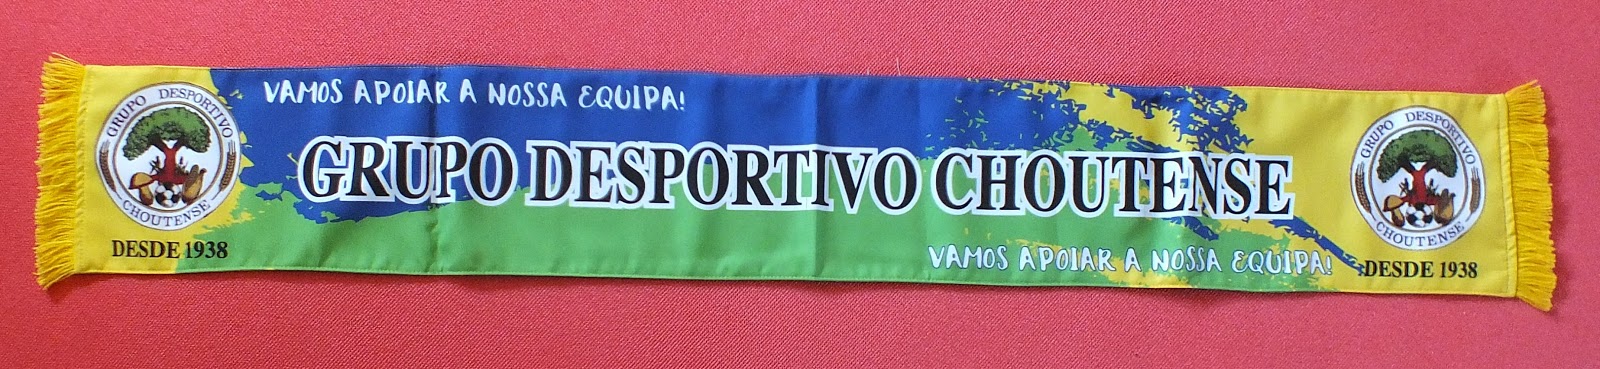 GRUPO DESPORTIVO
CHOUTENSE
DESDE 1938
VAMOS APOIAR A NOSSA EQUIPA!
GRUPO DESPORTIVO CHOUTENSE
VAMOS APOIAR A NOSSA EQUIPA!
GRUPO DESPORTIVO
CHOUTENSE
DESDE 1938